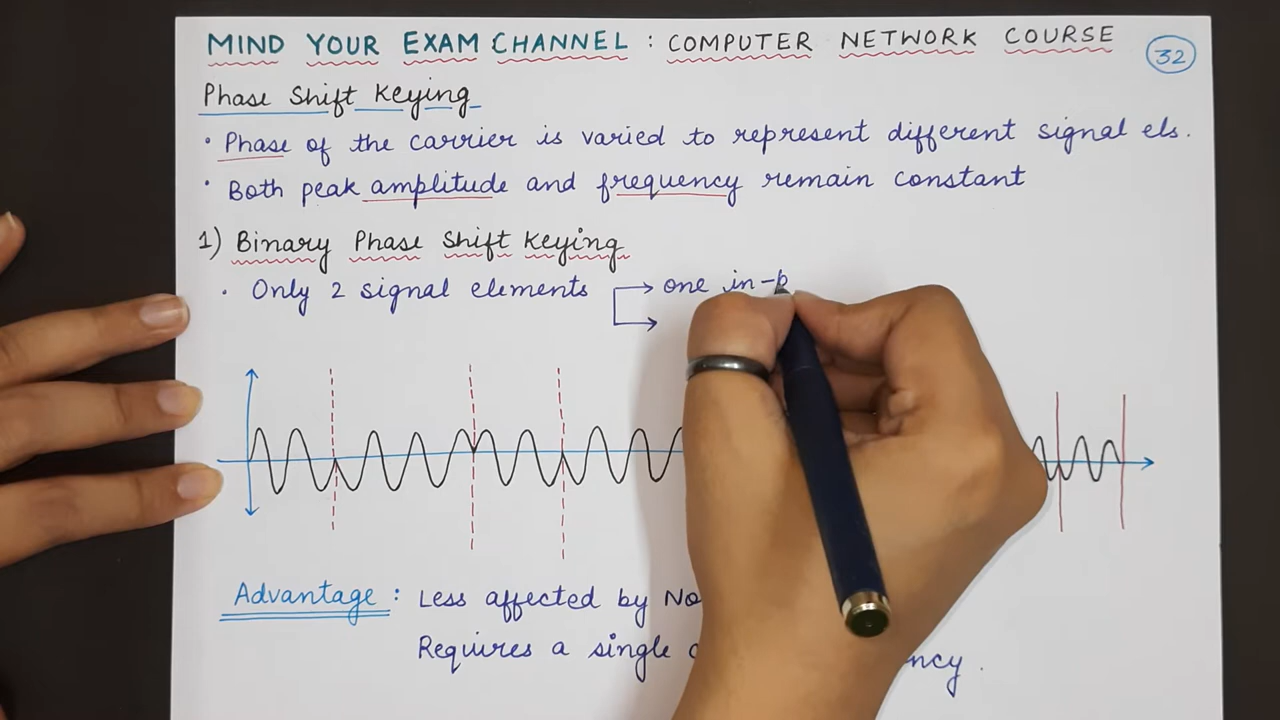 MIND YOUR EXAM CHANNEL : COMPUTER NETWORK COURSE
32
Phase Shift Keying
• Phase of the carrier is varied to represent different signal els.
• Both peak amplitude and frequency remain constant
1) Binary Phase Shift Keying
• Only 2 signal elements → one in-p
Advantage : Less affected by No
Requires a single